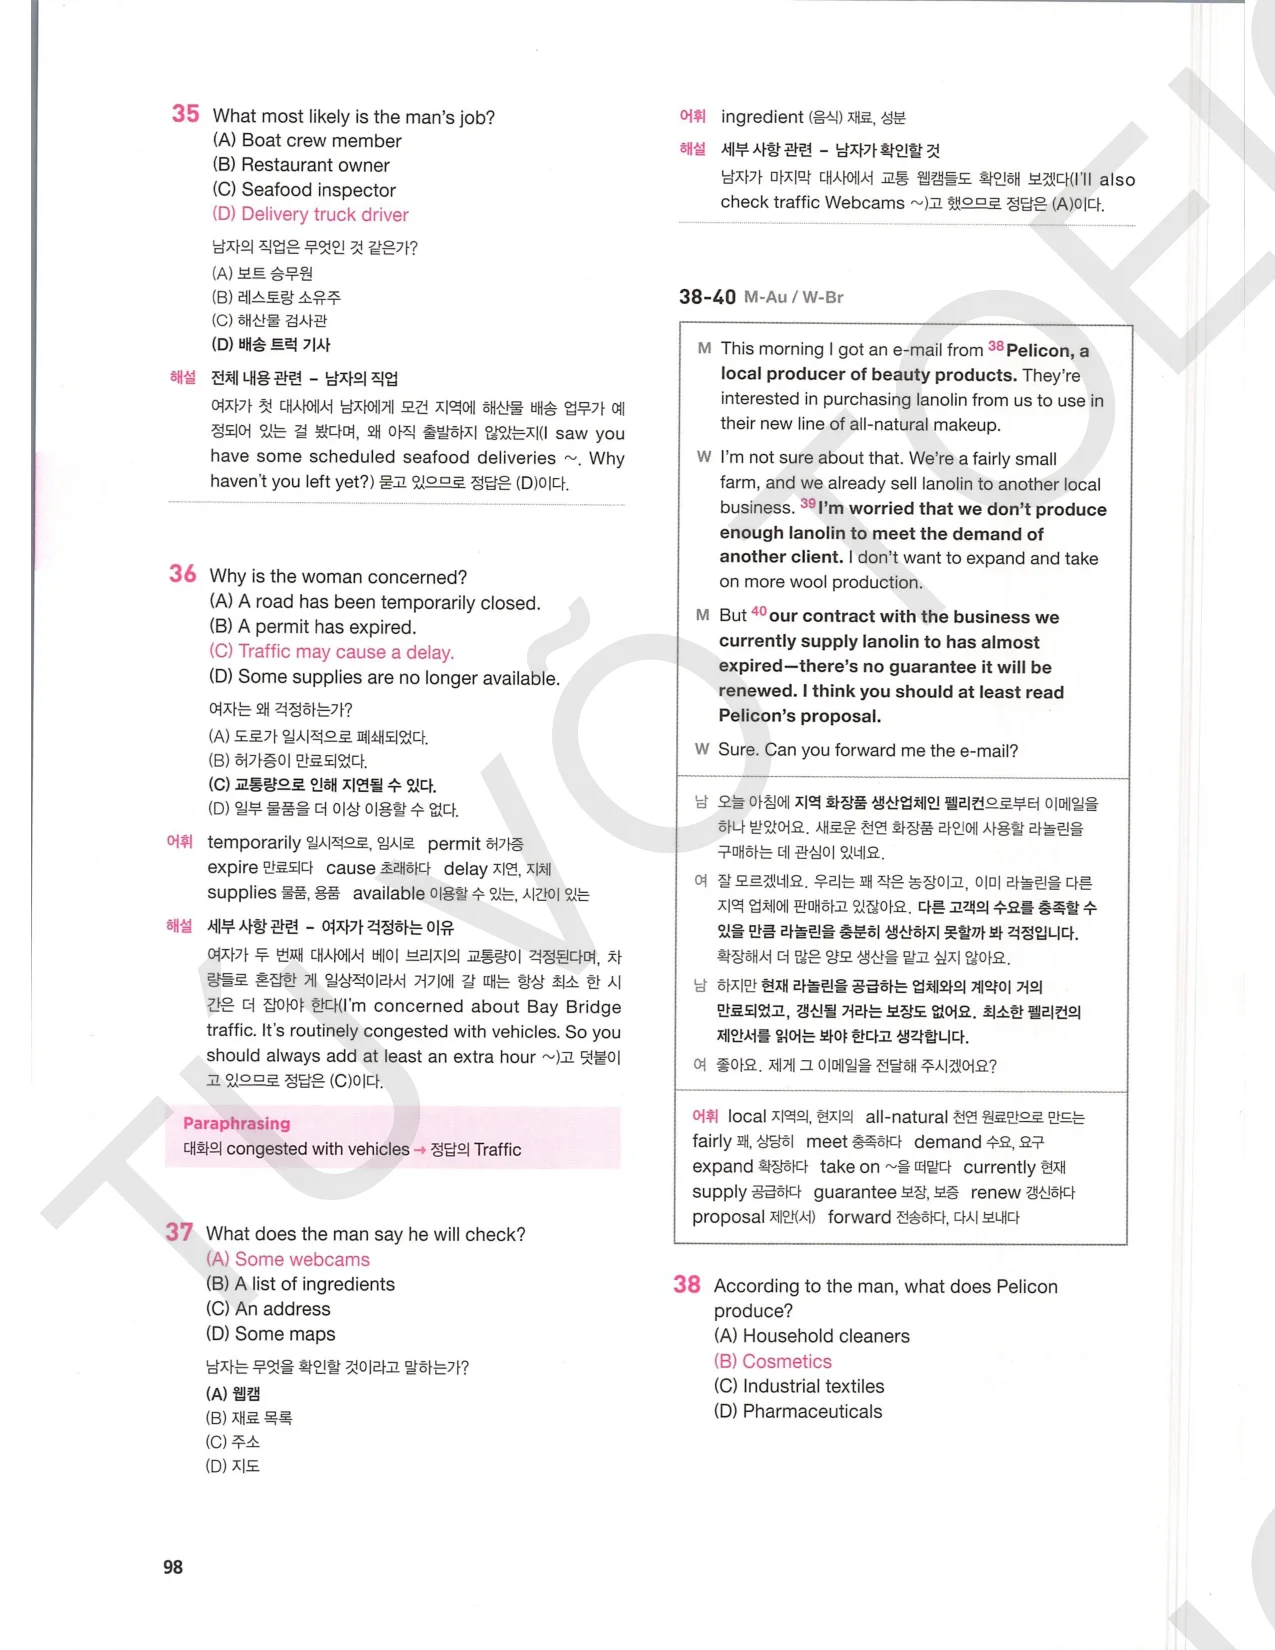 35 What most likely is the man's job?
(A) Boat crew member
(B) Restaurant owner
(C) Seafood inspector
(D) Delivery truck driver
남자의 직업은 무엇인 것 같은가?
(A) 보트 승무원
(B) 레스토랑 소유주
(C) 해산물 검사관
(D) 배송 트럭 기사
해설 전체 내용 관련 – 남자의 직업
여자가 첫 대사에서 남자에게 모건 지역에 해산물 배송 업무가 예
정되어 있는 걸 봤다며, 왜 아직 출발하지 않았는지(I saw you
have some scheduled seafood deliveries ~. Why
haven't you left yet?) 묻고 있으므로 정답은 (D)이다.
36 Why is the woman concerned?
(A) A road has been temporarily closed.
(B) A permit has expired.
(C) Traffic may cause a delay.
(D) Some supplies are no longer available.
여자는 왜 걱정하는가?
(A) 도로가 일시적으로 폐쇄되었다.
(B) 허가증이 만료되었다.
(C) 교통량으로 인해 지연될 수 있다.
(D) 일부 물품을 더 이상 이용할 수 없다.
어휘 temporarily 일시적으로, 임시로 permit 허가증
expire 만료되다 cause 초래하다 delay 지연, 지체
supplies 물품, 용품 available 이용할 수 있는, 시간이 있는
해설 세부 사항 관련 – 여자가 걱정하는 이유
여자가 두 번째 대사에서 베이 브리지의 교통량이 걱정된다며, 차
량들로 혼잡한 게 일상적이라서 거기에 갈 때는 항상 최소 한 시
간은 더 잡아야 한다(I'm concerned about Bay Bridge
traffic. It's routinely congested with vehicles. So you
should always add at least an extra hour ~)고 덧붙이
고 있으므로 정답은 (C)이다.
Paraphrasing
대화의 congested with vehicles → 정답의 Traffic
37 What does the man say he will check?
(A) Some webcams
(B) A list of ingredients
(C) An address
(D) Some maps
남자는 무엇을 확인할 것이라고 말하는가?
(A) 웹캠
(B) 재료 목록
(C) 주소
(D) 지도
98
어휘 ingredient (음식) 재료, 성분
해설 세부 사항 관련 – 남자가 확인할 것
남자가 마지막 대사에서 교통 웹캠들도 확인해 보겠다(I'll also
check traffic Webcams ~)고 했으므로 정답은 (A)이다.
38-40 M-Au / W-Br
M This morning I got an e-mail from 38 Pelicon, a
local producer of beauty products. They're
interested in purchasing lanolin from us to use in
their new line of all-natural makeup.
W I'm not sure about that. We're a fairly small
farm, and we already sell lanolin to another local
business. 39 I'm worried that we don't produce
enough lanolin to meet the demand of
another client. I don't want to expand and take
on more wool production.
M But 40 our contract with the business we
currently supply lanolin to has almost
expired—there's no guarantee it will be
renewed. I think you should at least read
Pelicon's proposal.
W Sure. Can you forward me the e-mail?
남 오늘 아침에 지역 화장품 생산업체인 펠리컨으로부터 이메일을
하나 받았어요. 새로운 천연 화장품 라인에 사용할 라놀린을
구매하는 데 관심이 있네요.
여 잘 모르겠네요. 우리는 꽤 작은 농장이고, 이미 라놀린을 다른
지역 업체에 판매하고 있잖아요. 다른 고객의 수요를 충족할 수
있을 만큼 라놀린을 충분히 생산하지 못할까 봐 걱정입니다.
확장해서 더 많은 양모 생산을 맡고 싶지 않아요.
남 하지만 현재 라놀린을 공급하는 업체와의 계약이 거의
만료되었고, 갱신될 거라는 보장도 없어요. 최소한 펠리컨의
제안서를 읽어는 봐야 한다고 생각합니다.
여 좋아요. 제게 그 이메일을 전달해 주시겠어요?
어휘 local 지역의, 현지의 all-natural 천연 원료만으로 만드는
fairly 꽤, 상당히 meet 충족하다 demand 수요, 요구
expand 확장하다 take on ~을 떠맡다 currently 현재
supply 공급하다 guarantee 보장, 보증 renew 갱신하다
proposal 제안(서) forward 전송하다, 다시 보내다
38 According to the man, what does Pelicon
produce?
(A) Household cleaners
(B) Cosmetics
(C) Industrial textiles
(D) Pharmaceuticals
TÚ VÕ TOEIC